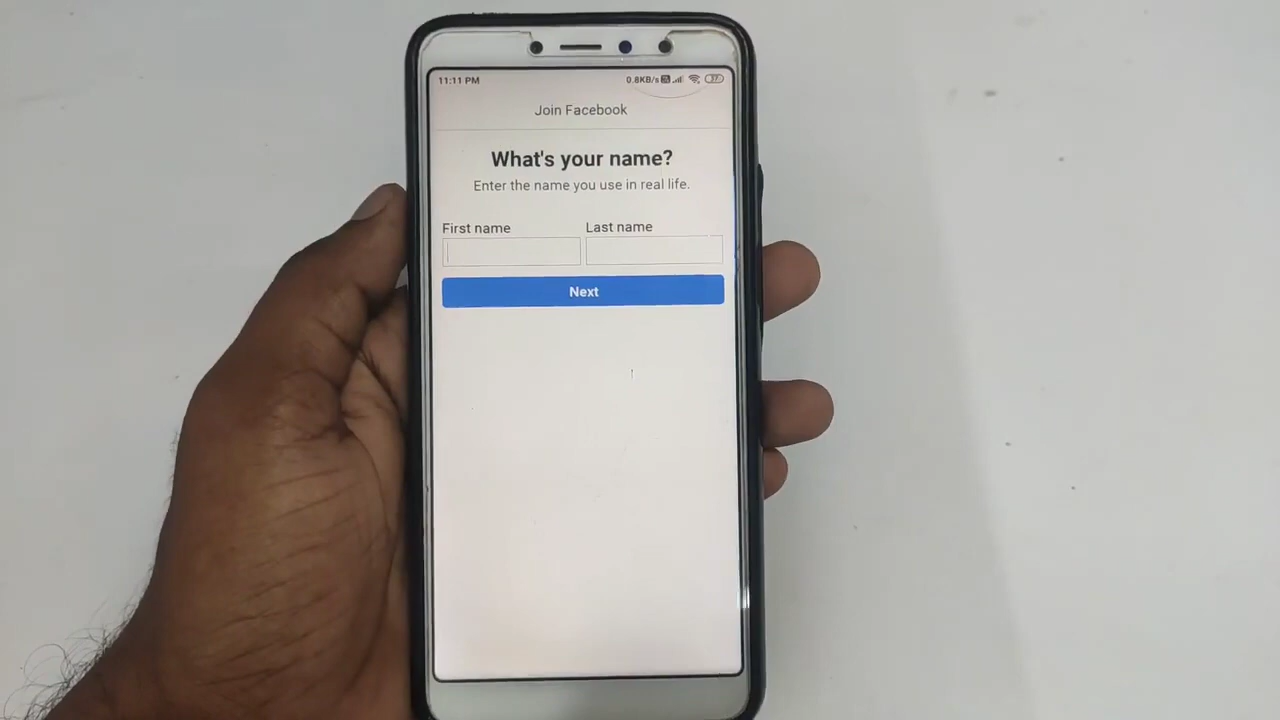 11:11 PM 0.8KB/s 37
Join Facebook
What's your name?
Enter the name you use in real life.
First name Last name
Next